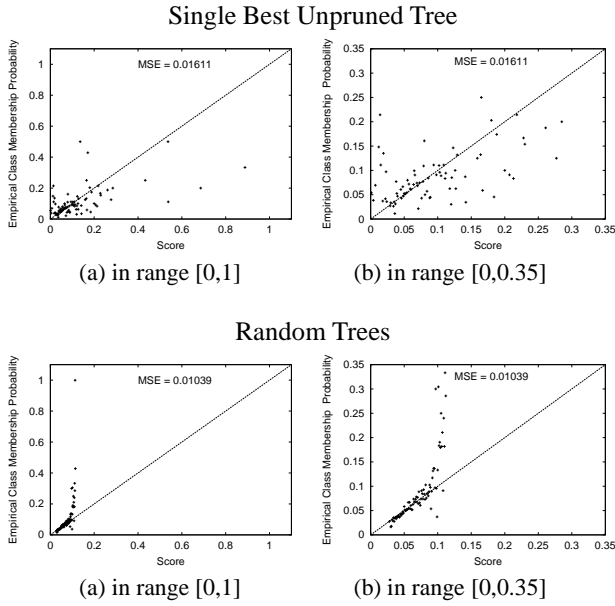 Single Best Unpruned Tree
Empirical Class Membership Probability
1
0.8
0.6
0.4
0.2
0
MSE = 0.01611
0 0.2 0.4 0.6 0.8 1
Score
(a) in range [0,1]
Empirical Class Membership Probability
0.35
0.3
0.25
0.2
0.15
0.1
0.05
0
MSE = 0.01611
0 0.05 0.1 0.15 0.2 0.25 0.3 0.35
Score
(b) in range [0,0.35]
Random Trees
Empirical Class Membership Probability
1
0.8
0.6
0.4
0.2
0
MSE = 0.01039
0 0.2 0.4 0.6 0.8 1
Score
(a) in range [0,1]
Empirical Class Membership Probability
0.35
0.3
0.25
0.2
0.15
0.1
0.05
0
MSE = 0.01039
0 0.05 0.1 0.15 0.2 0.25 0.3 0.35
Score
(b) in range [0,0.35]